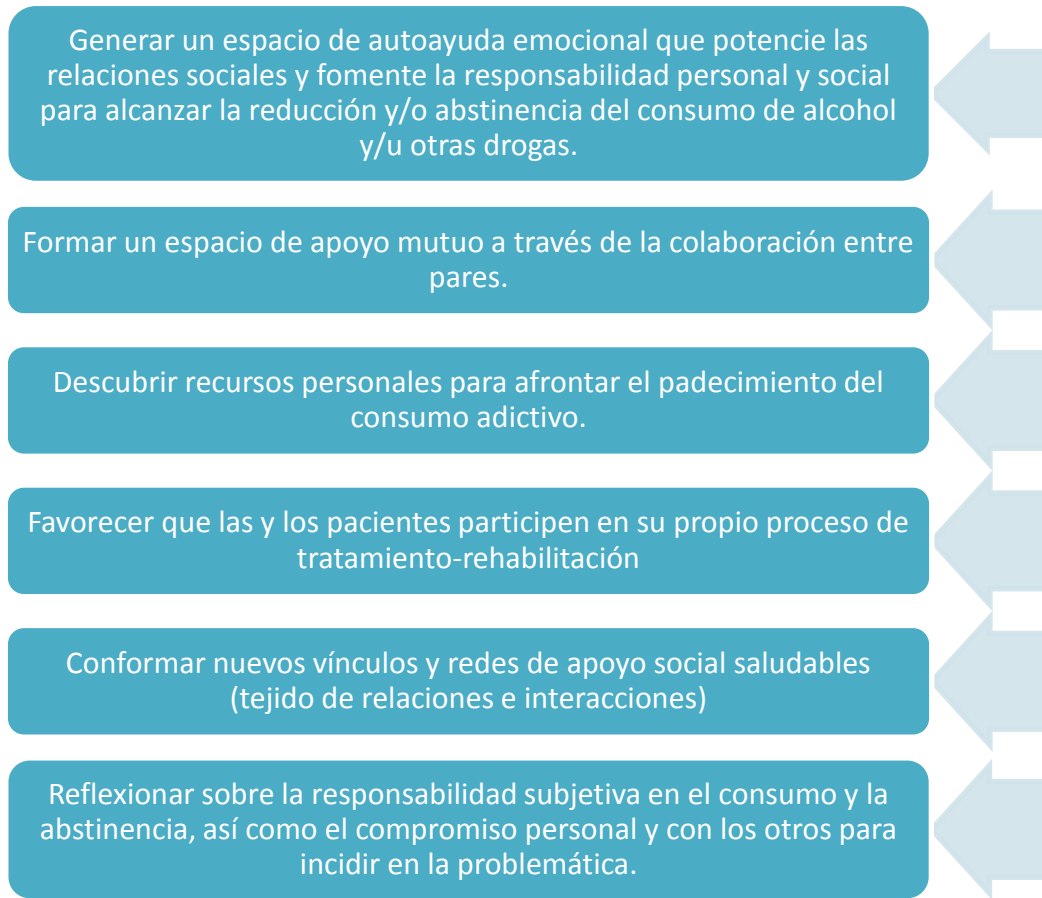 Generar un espacio de autoayuda emocional que potencie las
relaciones sociales y fomente la responsabilidad personal y social
para alcanzar la reducción y/o abstinencia del consumo de alcohol
y/u otras drogas.
Formar un espacio de apoyo mutuo a través de la colaboración entre
pares.
Descubrir recursos personales para afrontar el padecimiento del
consumo adictivo.
Favorecer que las y los pacientes participen en su propio proceso de
tratamiento-rehabilitación
Conformar nuevos vínculos y redes de apoyo social saludables
(tejido de relaciones e interacciones)
Reflexionar sobre la responsabilidad subjetiva en el consumo y la
abstinencia, así como el compromiso personal y con los otros para
incidir en la problemática.